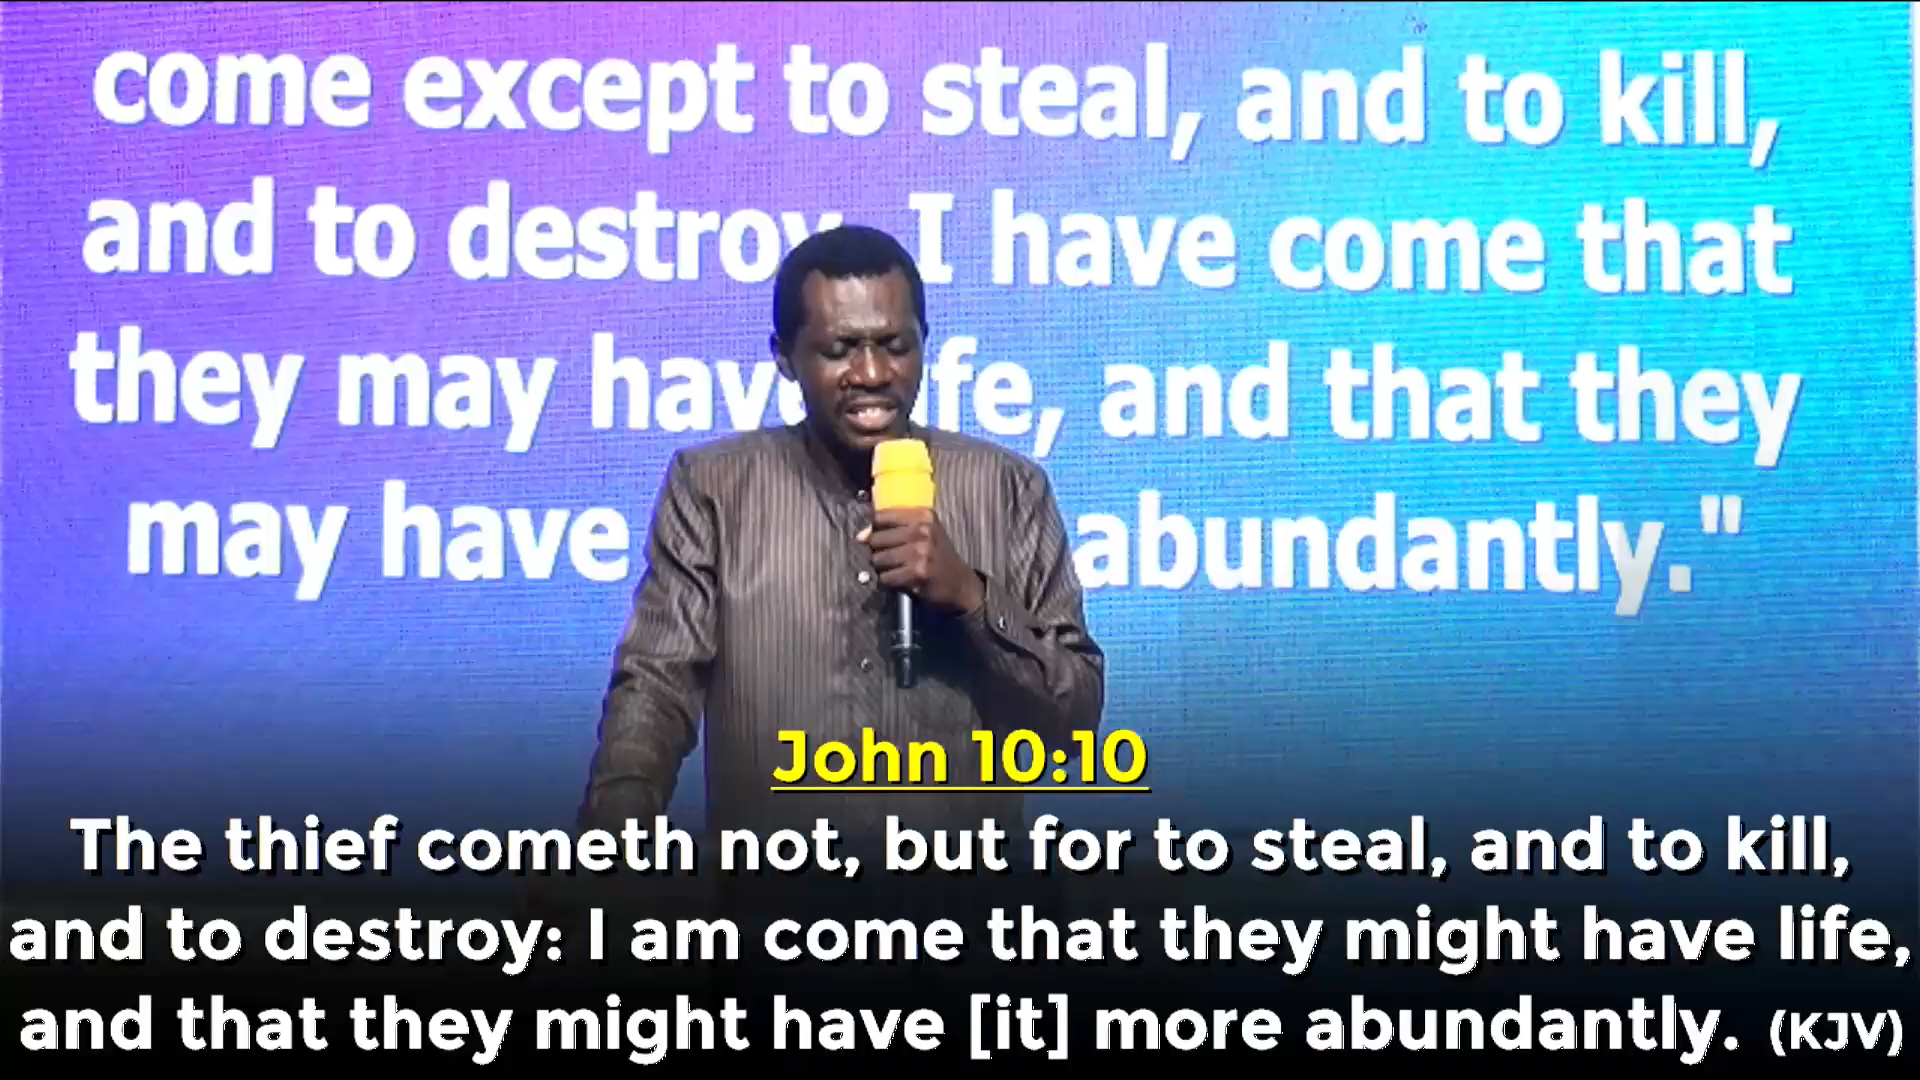 come except to steal, and to kill,
and to destroy I have come that
they may have fe, and that they
may have abundantly."
John 10:10
The thief cometh not, but for to steal, and to kill,
and to destroy: I am come that they might have life,
and that they might have [it] more abundantly. (KJV)